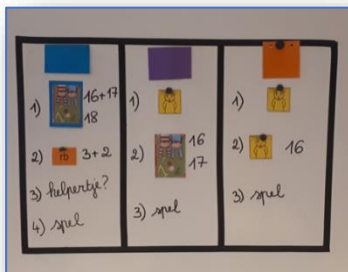 1) 16+17
18
2) rb 3+2
3) helpertje?
4) spel
1)
2) 16
17
3) spel
1)
2) 16
3) spel